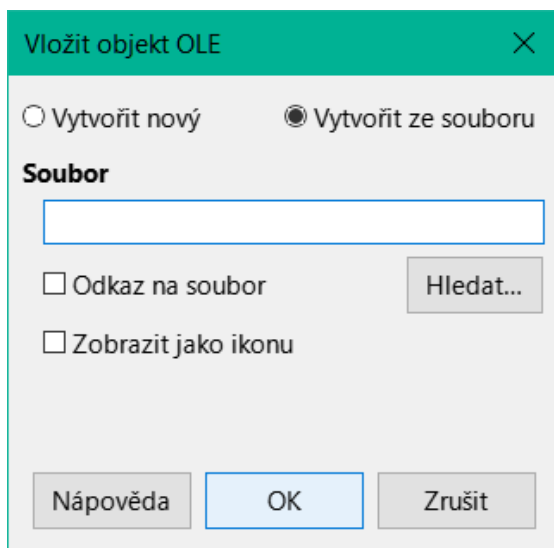 Vložit objekt OLE
Vytvořit nový Vytvořit ze souboru
Soubor
Odkaz na soubor Hledat...
Zobrazit jako ikonu
Nápověda OK Zrušit